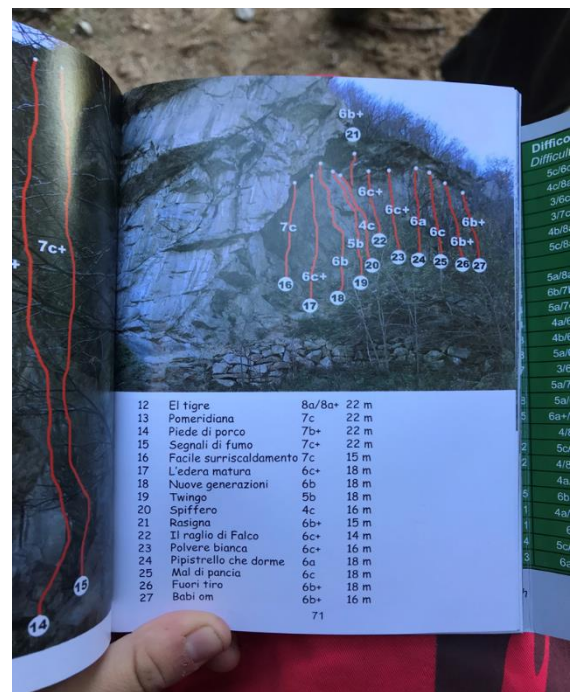 7c+
14
15
6b+
21
7c
16
6c+
17
6b
18
5b
19
4c
20
6c+
22
6c+
23
6a
24
6c
25
6b+
26
6b+
27
12 El tigre 8a/8a+ 22 m
13 Pomeridiana 7c 22 m
14 Piede di porco 7b+ 22 m
15 Segnali di fumo 7c+ 22 m
16 Facile surriscaldamento 7c 15 m
17 L'edera matura 6c+ 18 m
18 Nuove generazioni 6b 18 m
19 Twingo 5b 18 m
20 Spiffero 4c 16 m
21 Rasigna 6b+ 15 m
22 Il raglio di Falco 6c+ 14 m
23 Polvere bianca 6c+ 16 m
24 Pipistrello che dorme 6a 18 m
25 Mal di pancia 6c 18 m
26 Fuori tiro 6b+ 18 m
27 Babi om 6b+ 16 m
71